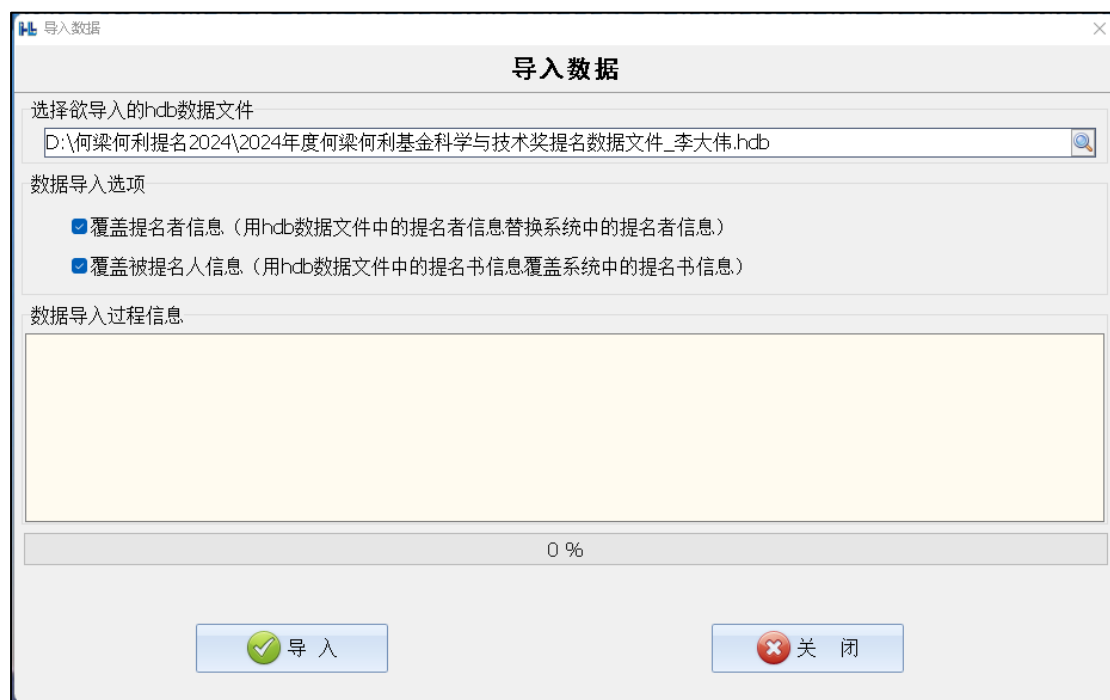 HL 导入数据
导入数据
选择欲导入的hdb数据文件
D:\何梁何利提名2024\2024年度何梁何利基金科学与技术奖提名数据文件_李大伟.hdb
数据导入选项
覆盖提名者信息（用hdb数据文件中的提名者信息替换系统中的提名者信息）
覆盖被提名人信息（用hdb数据文件中的提名书信息覆盖系统中的提名书信息）
数据导入过程信息
0 %
导 入
关 闭